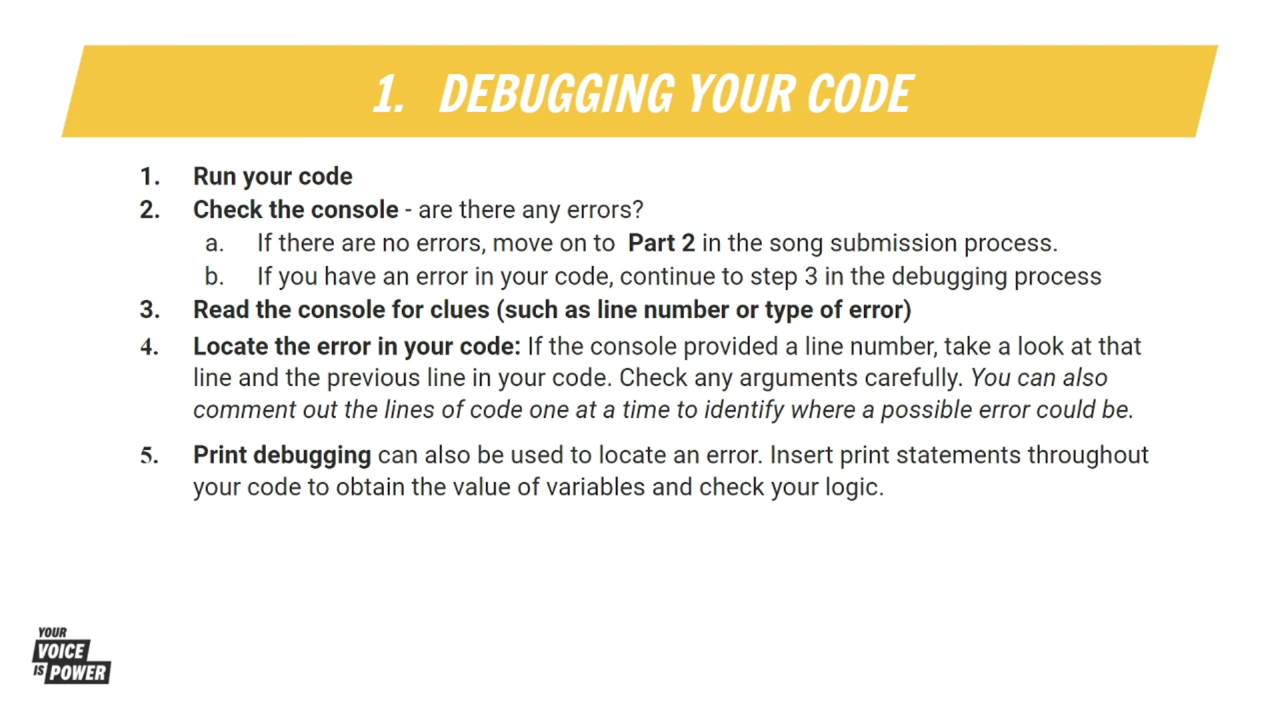 1. DEBUGGING YOUR CODE
1. Run your code
2. Check the console - are there any errors?
a. If there are no errors, move on to Part 2 in the song submission process.
b. If you have an error in your code, continue to step 3 in the debugging process
3. Read the console for clues (such as line number or type of error)
4. Locate the error in your code: If the console provided a line number, take a look at that
line and the previous line in your code. Check any arguments carefully. You can also
comment out the lines of code one at a time to identify where a possible error could be.
5. Print debugging can also be used to locate an error. Insert print statements throughout
your code to obtain the value of variables and check your logic.
YOUR
VOICE
IS POWER